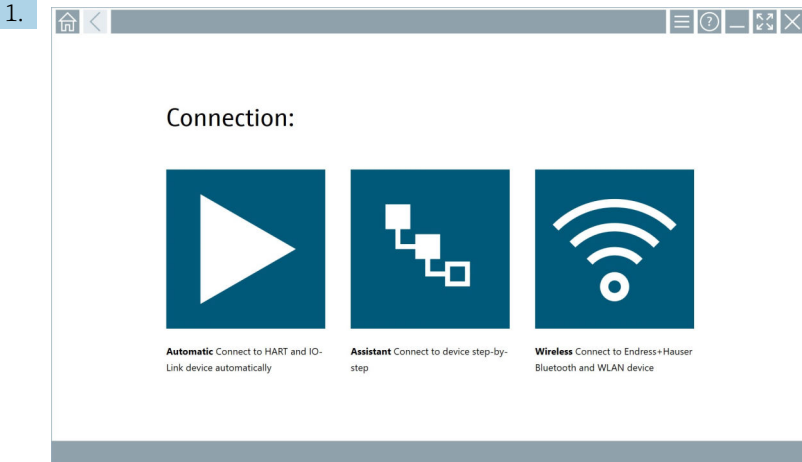 1.
Connection:
Automatic Connect to HART and IO-
Link device automatically
Assistant Connect to device step-by-
step
Wireless Connect to Endress+Hauser
Bluetooth and WLAN device